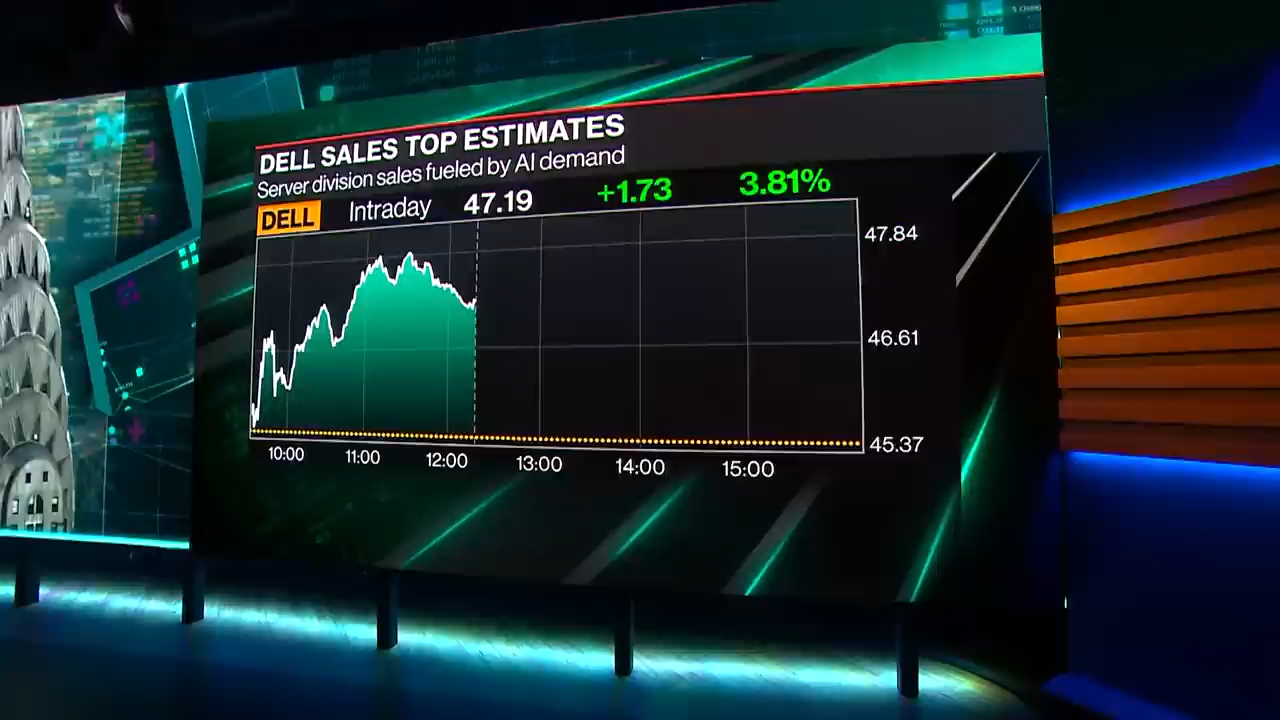 DELL SALES TOP ESTIMATES
Server division sales fueled by AI demand
DELL Intraday 47.19 +1.73 3.81%
47.84
46.61
45.37
10:00 11:00 12:00 13:00 14:00 15:00